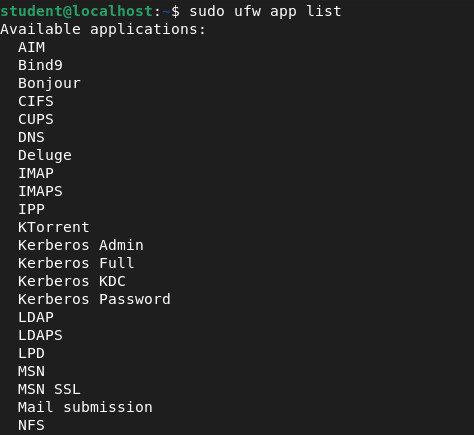 student@localhost:~$ sudo ufw app list
Available applications:
  AIM
  Bind9
  Bonjour
  CIFS
  CUPS
  DNS
  Deluge
  IMAP
  IMAPS
  IPP
  KTorrent
  Kerberos Admin
  Kerberos Full
  Kerberos KDC
  Kerberos Password
  LDAP
  LDAPS
  LPD
  MSN
  MSN SSL
  Mail submission
  NFS